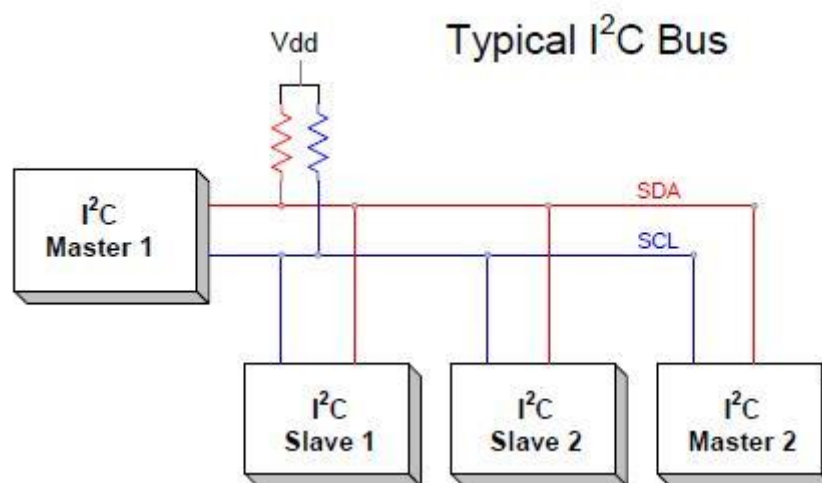 Typical I²C Bus
Vdd
SDA
I²C
Master 1
SCL
I²C
Slave 1
I²C
Slave 2
I²C
Master 2